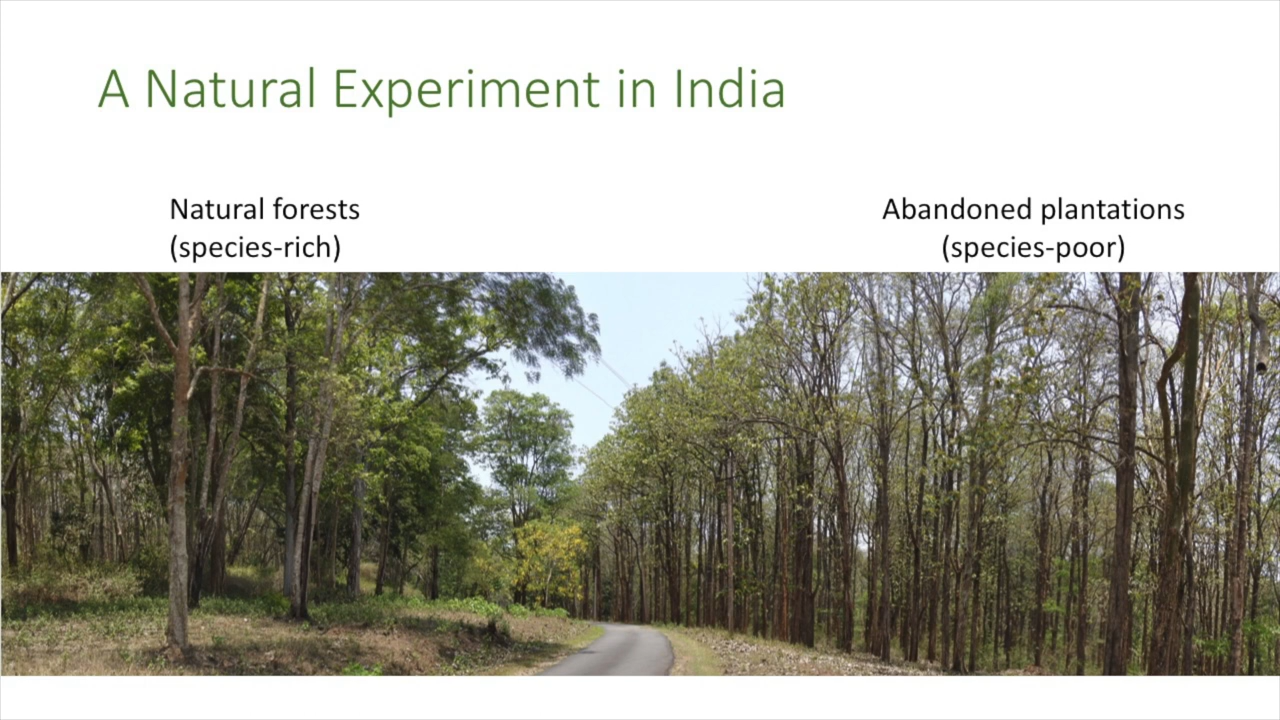 A Natural Experiment in India
Natural forests
(species-rich)
Abandoned plantations
(species-poor)